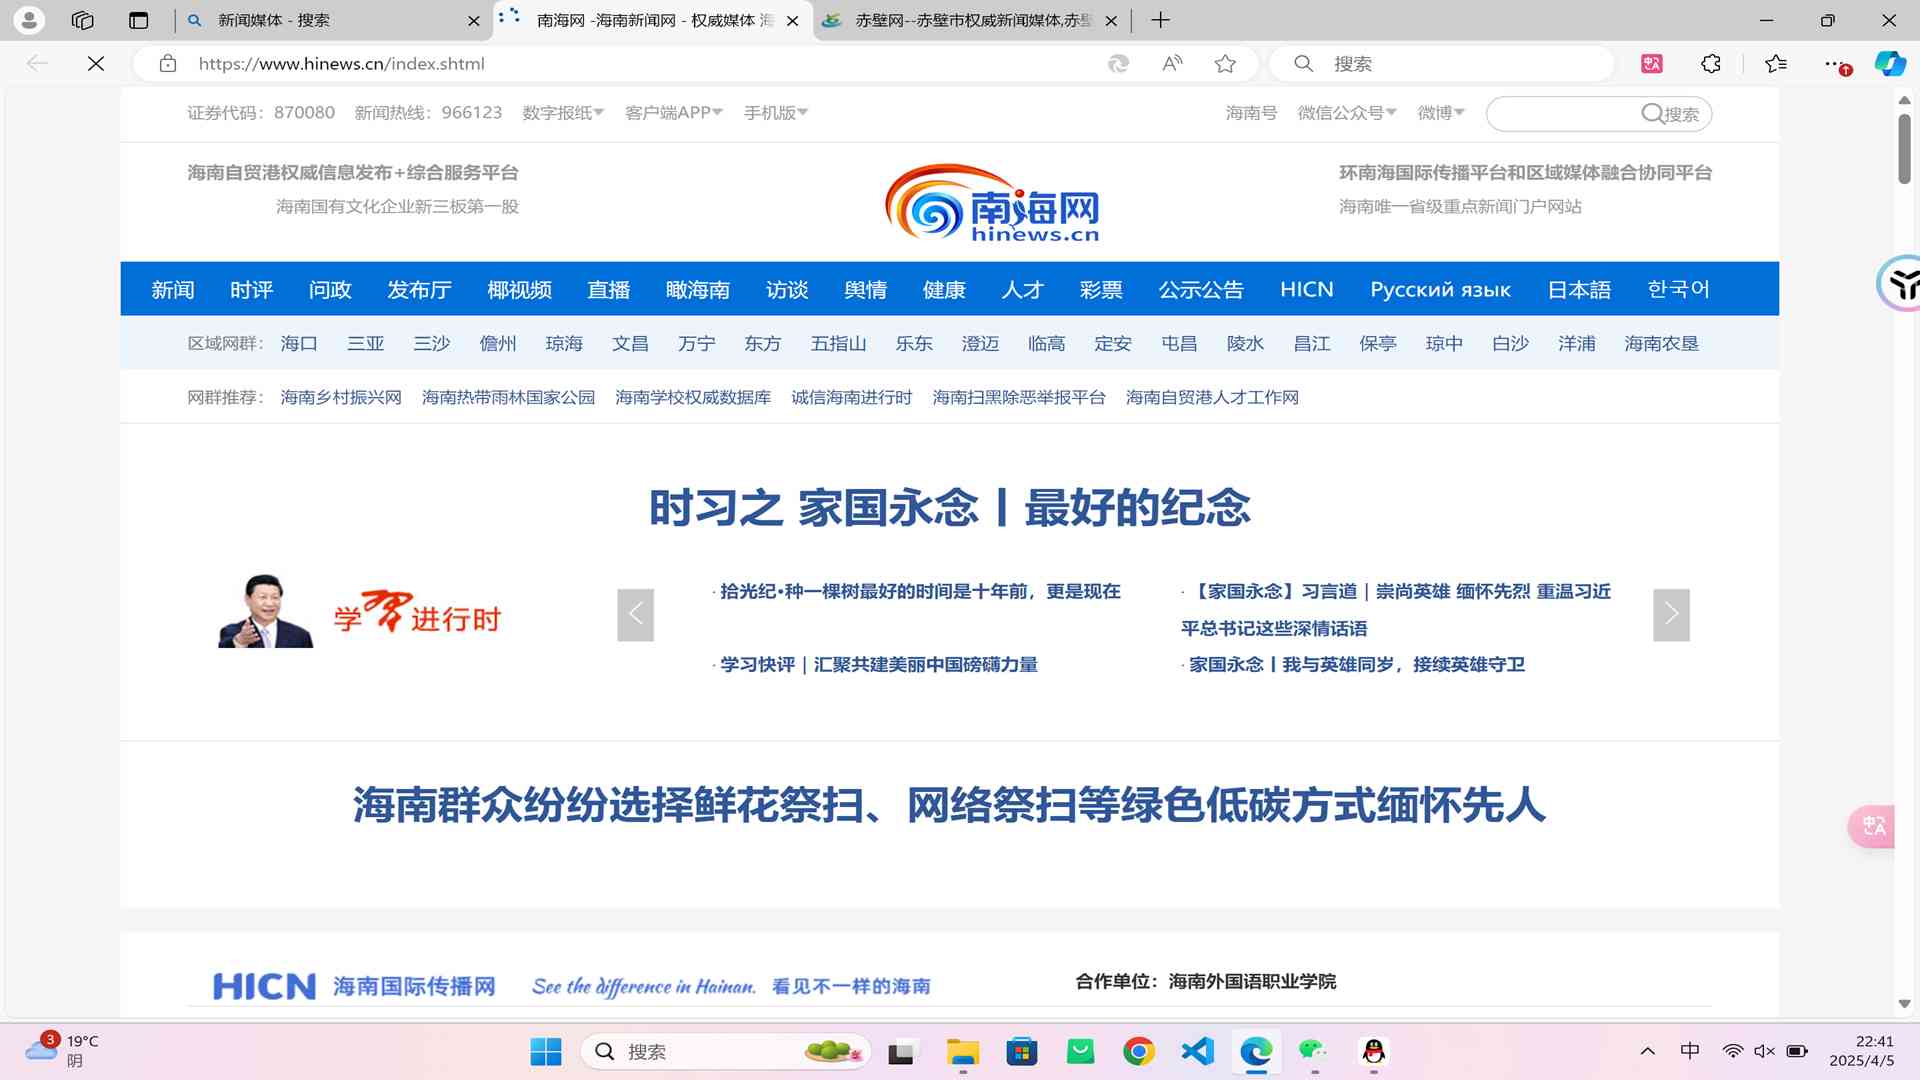 新闻媒体 - 搜索
南海网 -海南新闻网 - 权威媒体 海
赤壁网--赤壁市权威新闻媒体,赤壁
https://www.hinews.cn/index.shtml
搜索
证券代码：870080 新闻热线：966123 数字报纸 客户端APP 手机版
海南号 微信公众号 微博 搜索
海南自贸港权威信息发布+综合服务平台
海南国有文化企业新三板第一股
南海网
hinews.cn
环南海国际传播平台和区域媒体融合协同平台
海南唯一省级重点新闻门户网站
新闻 时评 问政 发布厅 椰视频 直播 瞰海南 访谈 舆情 健康 人才 彩票 公示公告 HICN Русский язык 日本語 한국어
区域网群： 海口 三亚 三沙 儋州 琼海 文昌 万宁 东方 五指山 乐东 澄迈 临高 定安 屯昌 陵水 昌江 保亭 琼中 白沙 洋浦 海南农垦
网群推荐： 海南乡村振兴网 海南热带雨林国家公园 海南学校权威数据库 诚信海南进行时 海南扫黑除恶举报平台 海南自贸港人才工作网
时习之 家国永念丨最好的纪念
学习进行时
· 拾光纪·种一棵树最好的时间是十年前，更是现在
· 【家国永念】习言道｜崇尚英雄 缅怀先烈 重温习近
平总书记这些深情话语
· 学习快评｜汇聚共建美丽中国磅礴力量
· 家国永念丨我与英雄同岁，接续英雄守卫
海南群众纷纷选择鲜花祭扫、网络祭扫等绿色低碳方式缅怀先人
HICN 海南国际传播网 See the difference in Hainan. 看见不一样的海南
合作单位：海南外国语职业学院
3
19°C
阴
搜索
中
22:41
2025/4/5